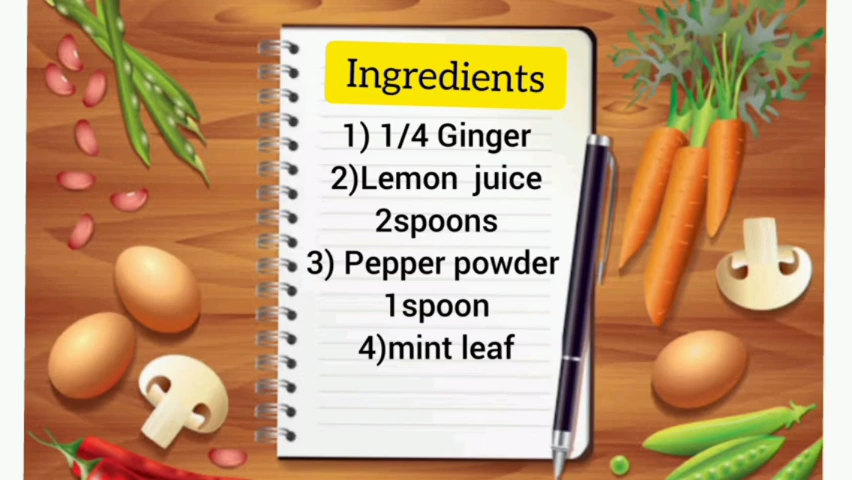 Ingredients
1) 1/4 Ginger
2)Lemon juice
2spoons
3) Pepper powder
1spoon
4)mint leaf